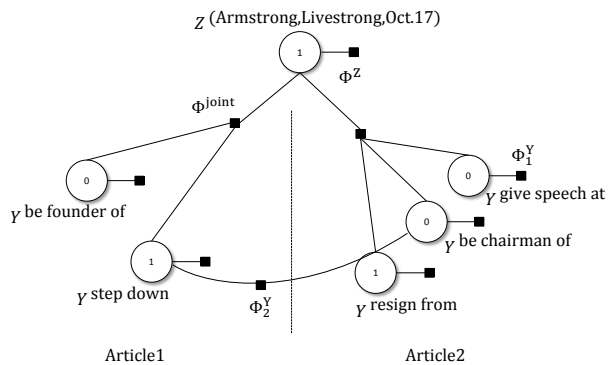 Z (Armstrong,Livestrong,Oct.17)
1
Φ^Z
Φ^joint
0
Y be founder of
0
Φ_1^Y
Y give speech at
0
Y be chairman of
1
Y step down
Φ_2^Y
1
Y resign from
Article1
Article2